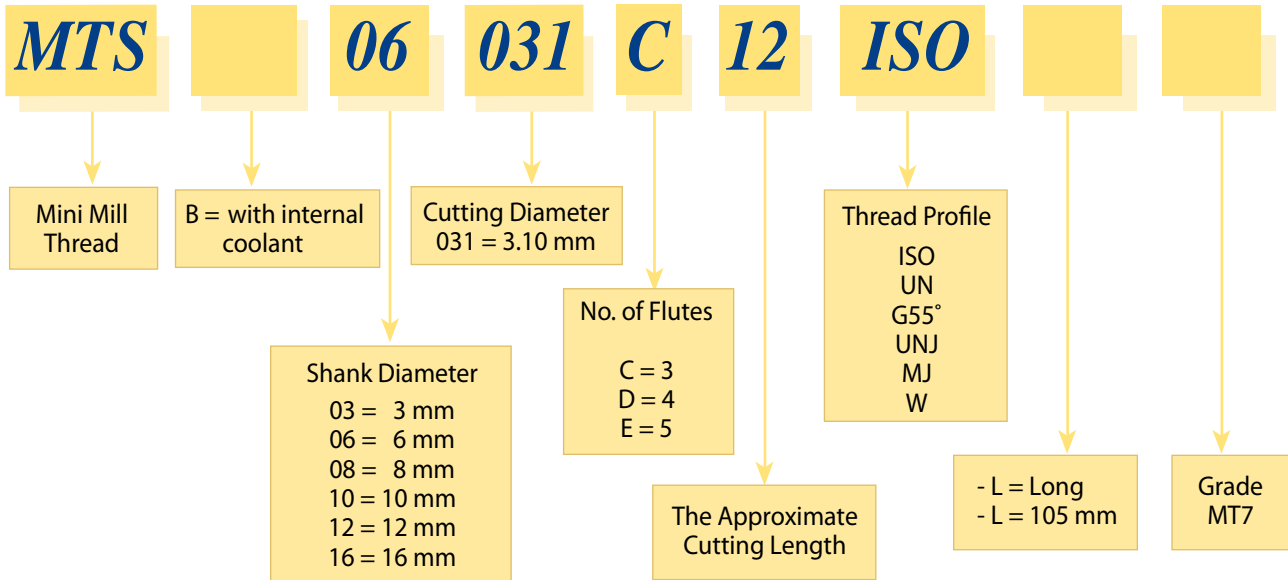 MTS 06 031 C 12 ISO
Mini Mill
Thread
B = with internal
coolant
Cutting Diameter
031 = 3.10 mm
Thread Profile
ISO
UN
G55°
UNJ
MJ
W
No. of Flutes
C = 3
D = 4
E = 5
Shank Diameter
03 = 3 mm
06 = 6 mm
08 = 8 mm
10 = 10 mm
12 = 12 mm
16 = 16 mm
The Approximate
Cutting Length
- L = Long
- L = 105 mm
Grade
MT7